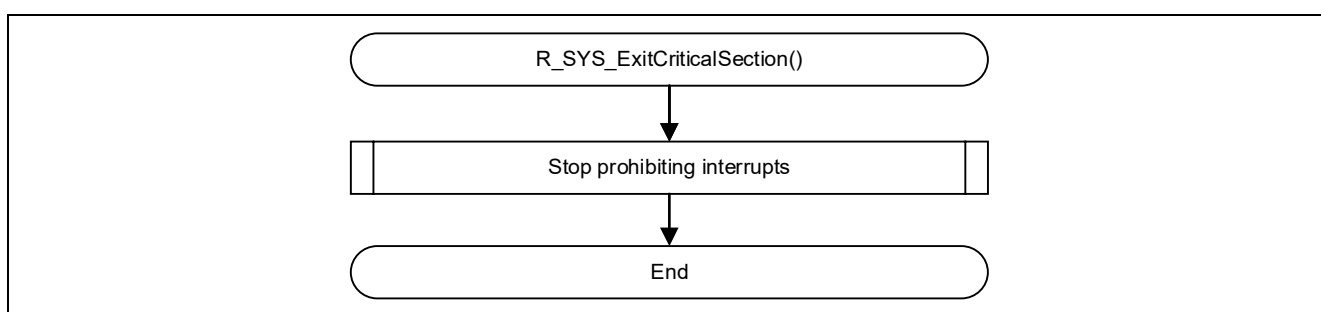 R_SYS_ExitCriticalSection()
Stop prohibiting interrupts
End